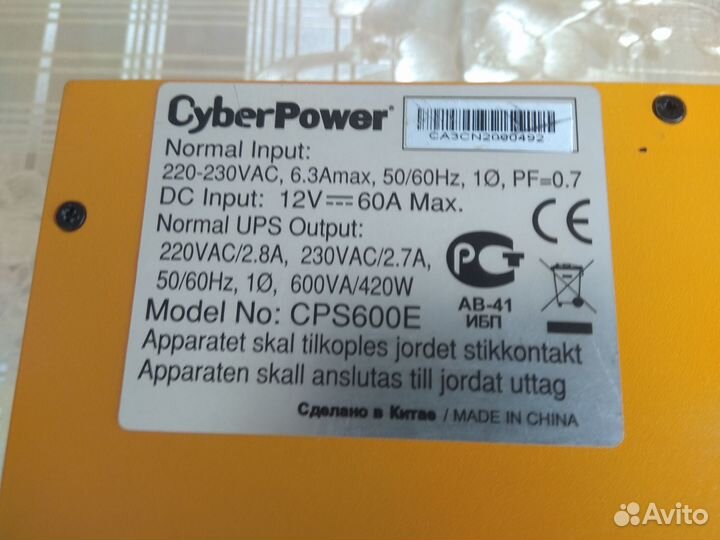 CyberPower
CA3CN2000492
Normal Input:
220-230VAC, 6.3Amax, 50/60Hz, 1Ø, PF=0.7
DC Input: 12V⎓60A Max.
Normal UPS Output:
220VAC/2.8A, 230VAC/2.7A,
50/60Hz, 1Ø, 600VA/420W
CE
РСТ
АВ-41
ИБП
Model No: CPS600E
Apparatet skal tilkoples jordet stikkontakt
Apparaten skall anslutas till jordat uttag
Сделано в Китае / MADE IN CHINA
Avito